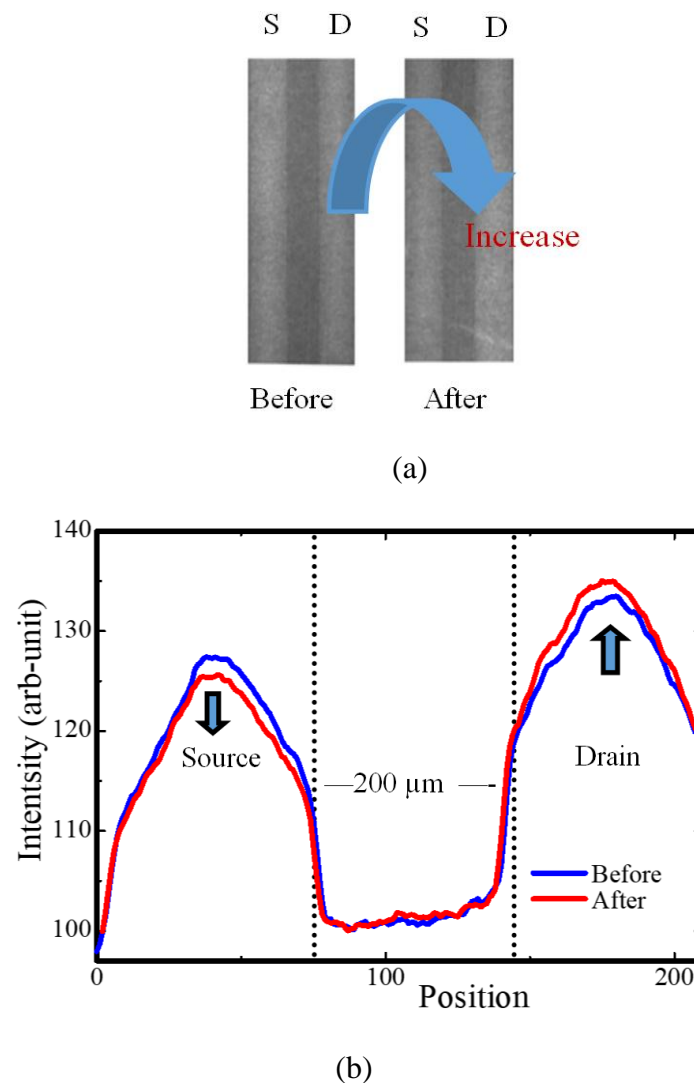 S D S D
Increase
Before After
(a)
140
130
120
110
100
Intentsity (arb-unit)
Source
200 µm
Drain
Before
After
0 100 200
Position
(b)